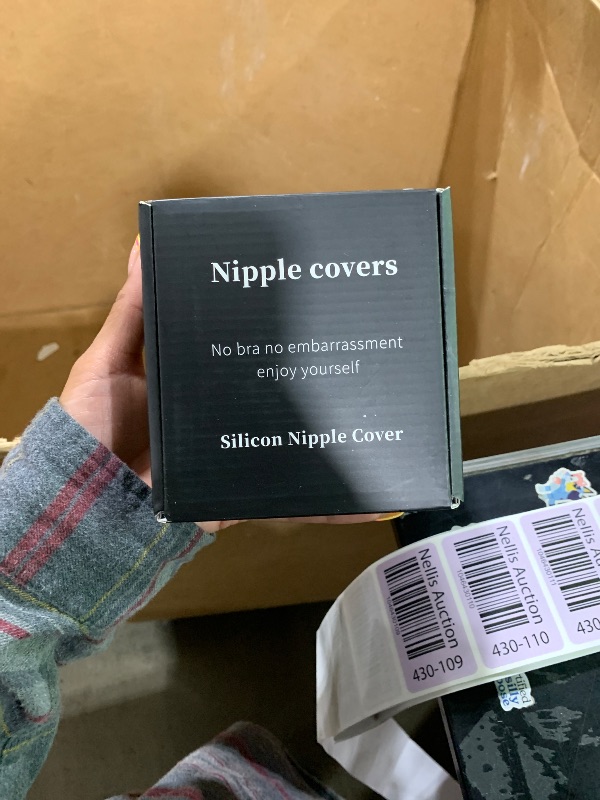 Nipple covers
No bra no embarrassment
enjoy yourself
Silicon Nipple Cover
Nellis Auction
430-109
Nellis Auction
430-110
Nellis Au
430
silly